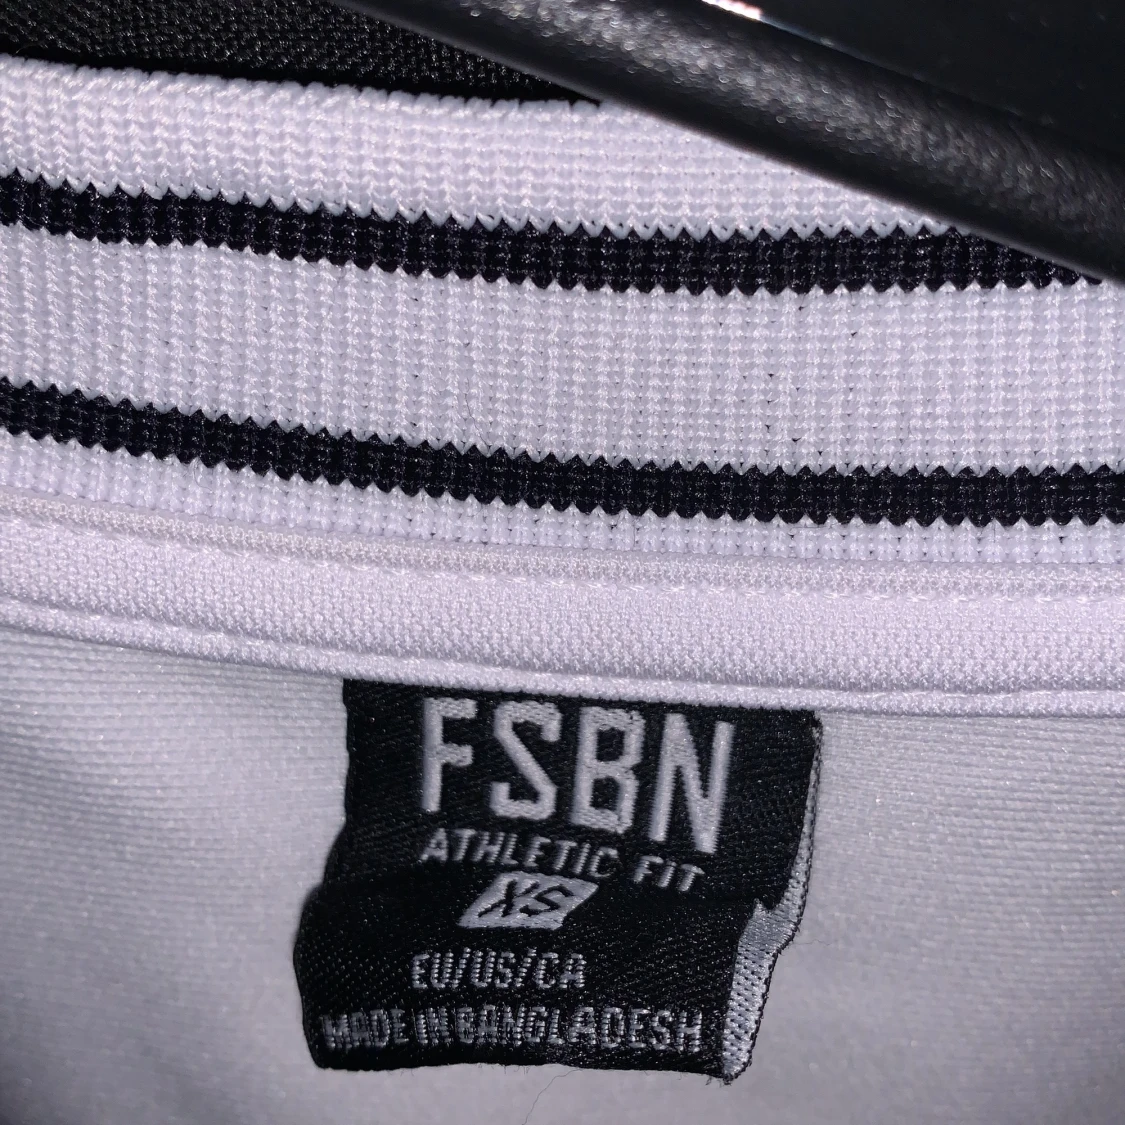 FSBN
ATHLETIC FIT
XS
EU/US/CA
MADE IN BANGLADESH